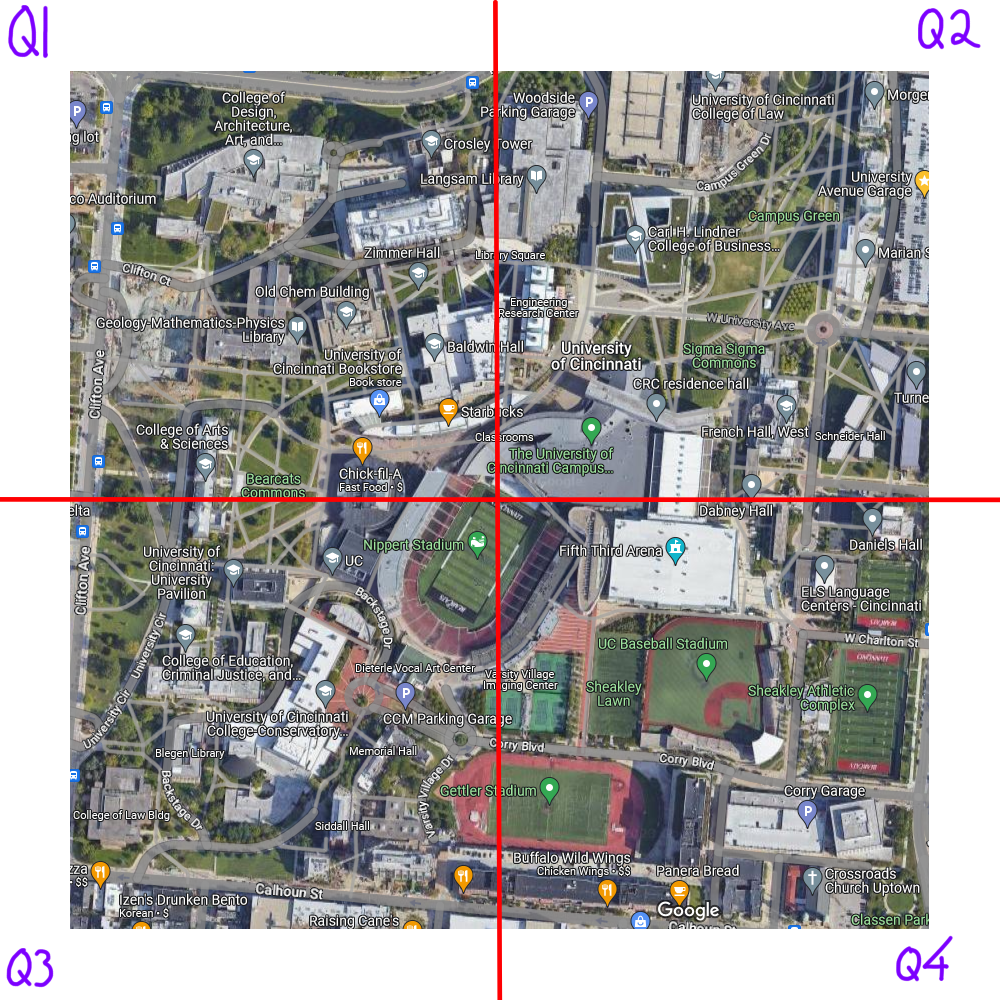 Q1
Q2
College of
Design,
Architecture,
Art, and...
Woodside
Parking Garage
University of Cincinnati
College of Law
Crosley Tower
Langsam Library
Campus Green Dr
University
Avenue Garage
co Auditorium
Campus Green
Carl H. Lindner
College of Business...
Zimmer Hall
Library Square
Marian S
Clifton Ct
Old Chem Building
Engineering
Research Center
Geology-Mathematics-Physics
Library
W University Ave
Baldwin Hall
University
of Cincinnati
Sigma Sigma
Commons
University of
Cincinnati Bookstore
Book store
Clifton Ave
CRC residence hall
Turne
Starbucks
College of Arts
& Sciences
Classrooms
French Hall, West
Schneider Hall
The University of
Cincinnati Campus...
Chick-fil-A
Fast Food • $
Bearcats
Commons
Dabney Hall
elta
Nippert Stadium
CINCINNATI
Fifth Third Arena
Daniels Hall
University of
Cincinnati:
University
Pavilion
UC
Clifton Ave
ELS Language
Centers - Cincinnati
BEARCATS
Backstage Dr
University Cir
W Charlton St
UC Baseball Stadium
CINCINNATI
College of Education,
Criminal Justice, and...
Dieterle Vocal Art Center
Varsity Village
Imaging Center
Sheakley
Lawn
Sheakley Athletic
Complex
University Cir
University of Cincinnati
College-Conservatory...
CCM Parking Garage
Blegen Library
Memorial Hall
Corry Blvd
Corry Blvd
BEARCATS
Backstage Dr
Varsity Village Dr
Gettler Stadium
Corry Garage
College of Law Bldg
Siddall Hall
Buffalo Wild Wings
Chicken Wings • $$
Panera Bread
Crossroads
Church Uptown
zza
• $$
Calhoun St
Izen's Drunken Bento
Korean • $
Raising Cane's
Google
Calhoun St
Classen Park
Q3
Q4